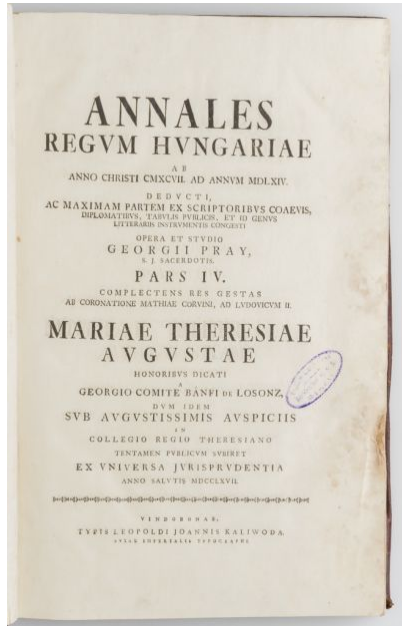 ANNALES
REGVM HVNGARIAE
AB
ANNO CHRISTI CMXCVII. AD ANNVM MDLXIV.
DEDVCTI,
AC MAXIMAM PARTEM EX SCRIPTORIBVS COAEVIS,
DIPLOMATIBVS, TABVLIS PVBLICIS, ET ID GENVS
LITTERARIIS INSTRVMENTIS CONGESTI
OPERA ET STVDIO
GEORGII PRAY,
S. J. SACERDOTIS.
PARS IV.
COMPLECTENS RES GESTAS
AB CORONATIONE MATHIAE CORVINI, AD LVDOVICVM II.
MARIAE THERESIAE
AVGVSTAE
HONORIBVS DICATI
A
GEORGIO COMITE BÁNFI DE LOSONZ,
DVM IDEM
SVB AVGVSTISSIMIS AVSPICIIS
IN
COLLEGIO REGIO THERESIANO
TENTAMEN PVBLICVM SVBIRET
EX VNIVERSA JVRISPRVDENTIA
ANNO SALVTIS MDCCLXVII.
VINDOBONAE,
TYPIS LEOPOLDI JOANNIS KALIWODA,
AVLAE IMPERIALIS TYPOGRAPHI.